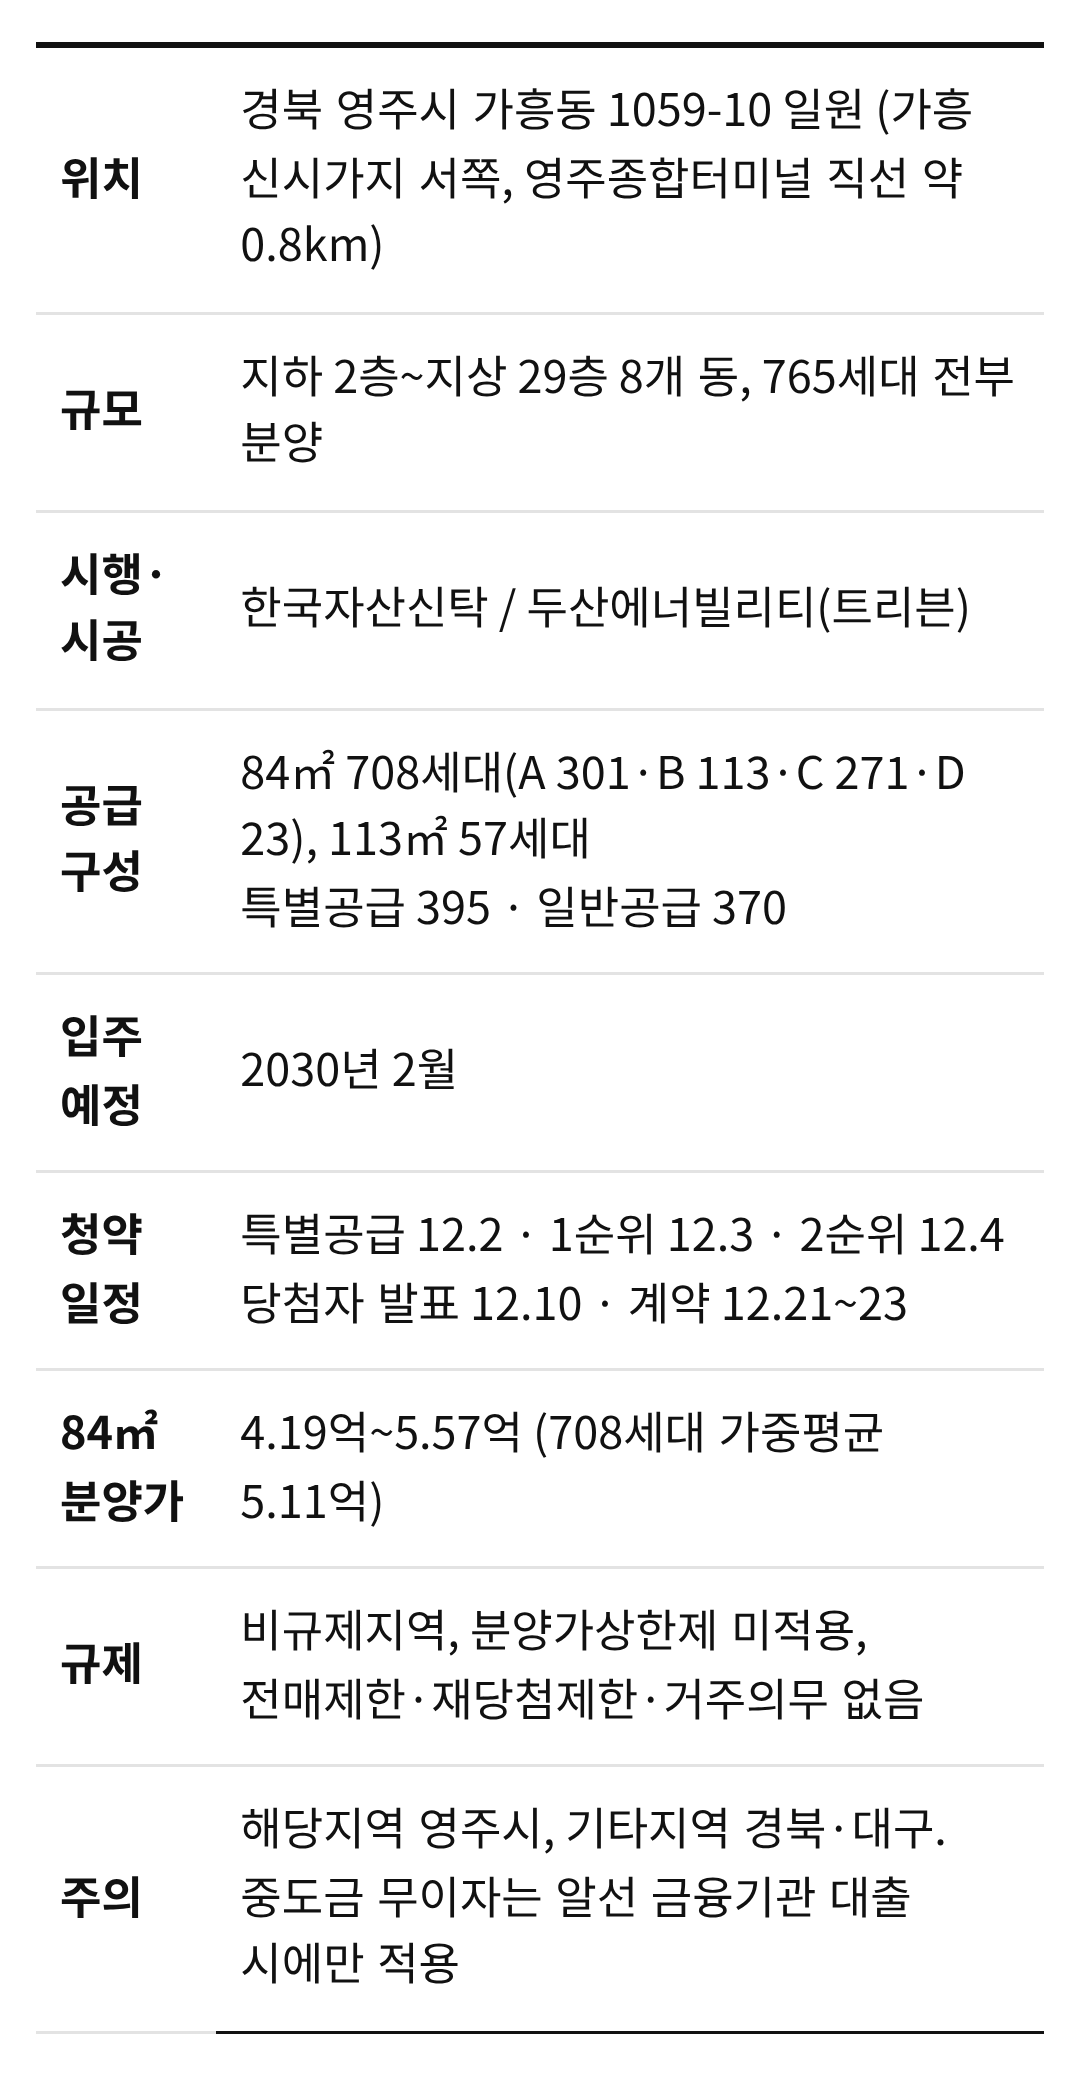 위치
경북 영주시 가흥동 1059-10 일원 (가흥
신시가지 서쪽, 영주종합터미널 직선 약
0.8km)
규모
지하 2층~지상 29층 8개 동, 765세대 전부
분양
시행·
시공
한국자산신탁 / 두산에너빌리티(트리븐)
공급
구성
84㎡ 708세대(A 301·B 113·C 271·D
23), 113㎡ 57세대
특별공급 395 · 일반공급 370
입주
예정
2030년 2월
청약
일정
특별공급 12.2 · 1순위 12.3 · 2순위 12.4
당첨자 발표 12.10 · 계약 12.21~23
84㎡
분양가
4.19억~5.57억 (708세대 가중평균
5.11억)
규제
비규제지역, 분양가상한제 미적용,
전매제한·재당첨제한·거주의무 없음
주의
해당지역 영주시, 기타지역 경북·대구.
중도금 무이자는 알선 금융기관 대출
시에만 적용